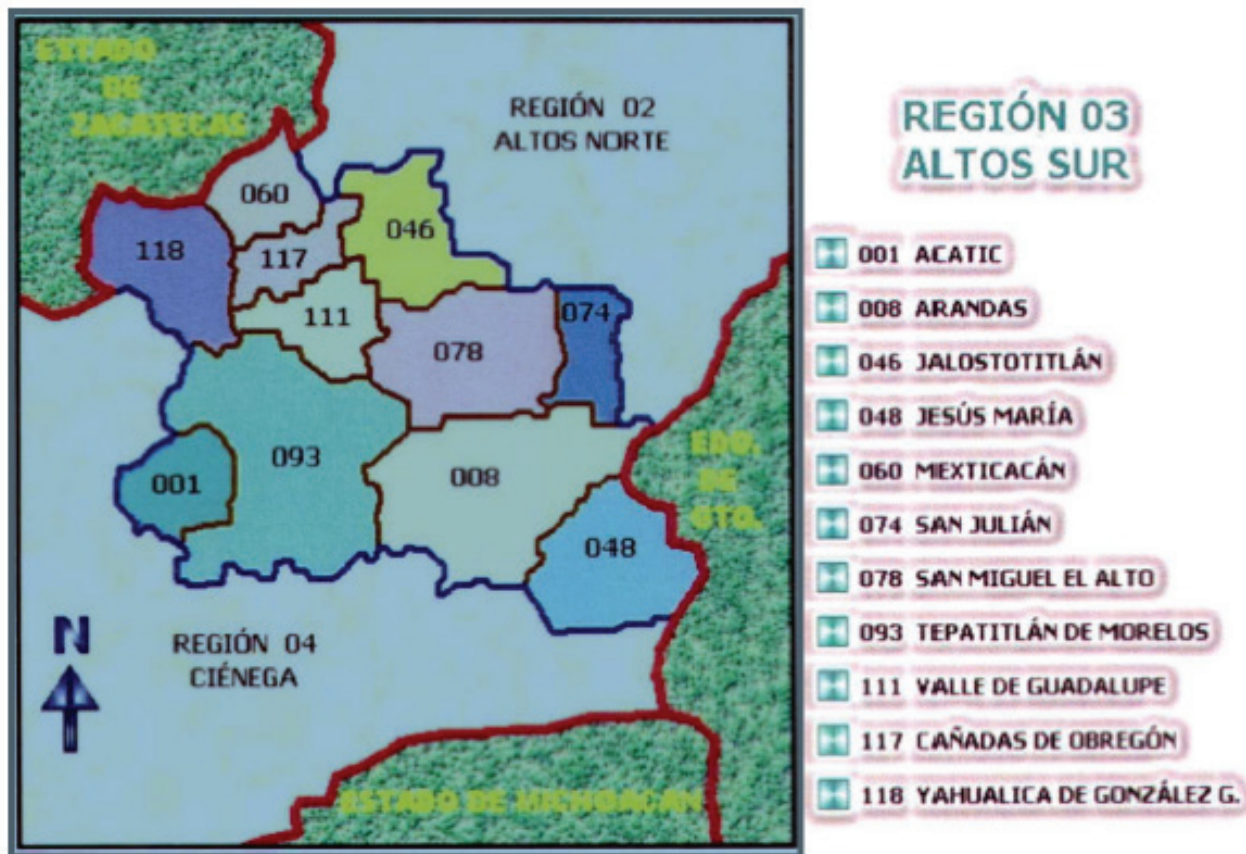 ESTADO
DE
ZACATECAS
REGIÓN 02
ALTOS NORTE
060
046
118
117
111
074
078
093
008
001
048
EDO.
DE
GTO.
N
REGIÓN 04
CIÉNEGA
ESTADO DE MICHOACAN
REGIÓN 03
ALTOS SUR
001 ACATIC
008 ARANDAS
046 JALOSTOTITLÁN
048 JESÚS MARÍA
060 MEXTICACÁN
074 SAN JULIÁN
078 SAN MIGUEL EL ALTO
093 TEPATITLÁN DE MORELOS
111 VALLE DE GUADALUPE
117 CAÑADAS DE OBREGÓN
118 YAHUALICA DE GONZÁLEZ G.